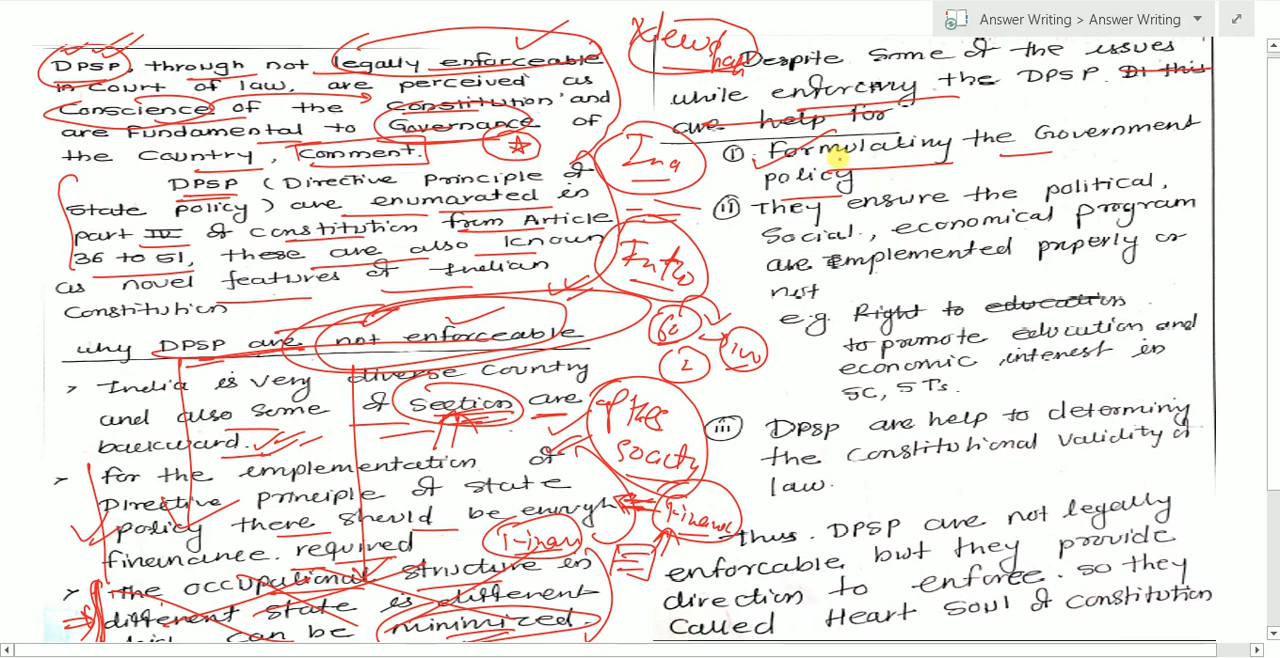 Answer Writing > Answer Writing
DPSP, through not legally enforceable
in court of law, are perceived as
Conscience of the Constitution' and
are fundamental to Governance of
the country, Comment.
DPSP (Directive Principle of
State policy) are enumarated in
part IV of constitution from Article
36 to 51, these are also known
as novel features of Indian
Constitution
why DPSP are not enforceable
> India is very diverse Country
and also some of Section are
backward.
> for the emplementation of
Directive principle of state
policy there should be enough
finanance required
> the occupational structure in
different state is different
can be minimized.
Intro
of the
Society
Despite some of the issues
while enforcing the DPSP. It this
are help for
i) Formulating the Government
policy
ii) They ensure the political,
Social, economical program
are Emplemented properly or
not
e.g. Right to education
to promote education and
economic interest in
SC, STs.
iii) DPSP are help to determing
the Constitutional validity of
law.
Thus. DPSP are not legally
enforcable but they provide
direction to enforce. so they
called Heart Soul of Constitution